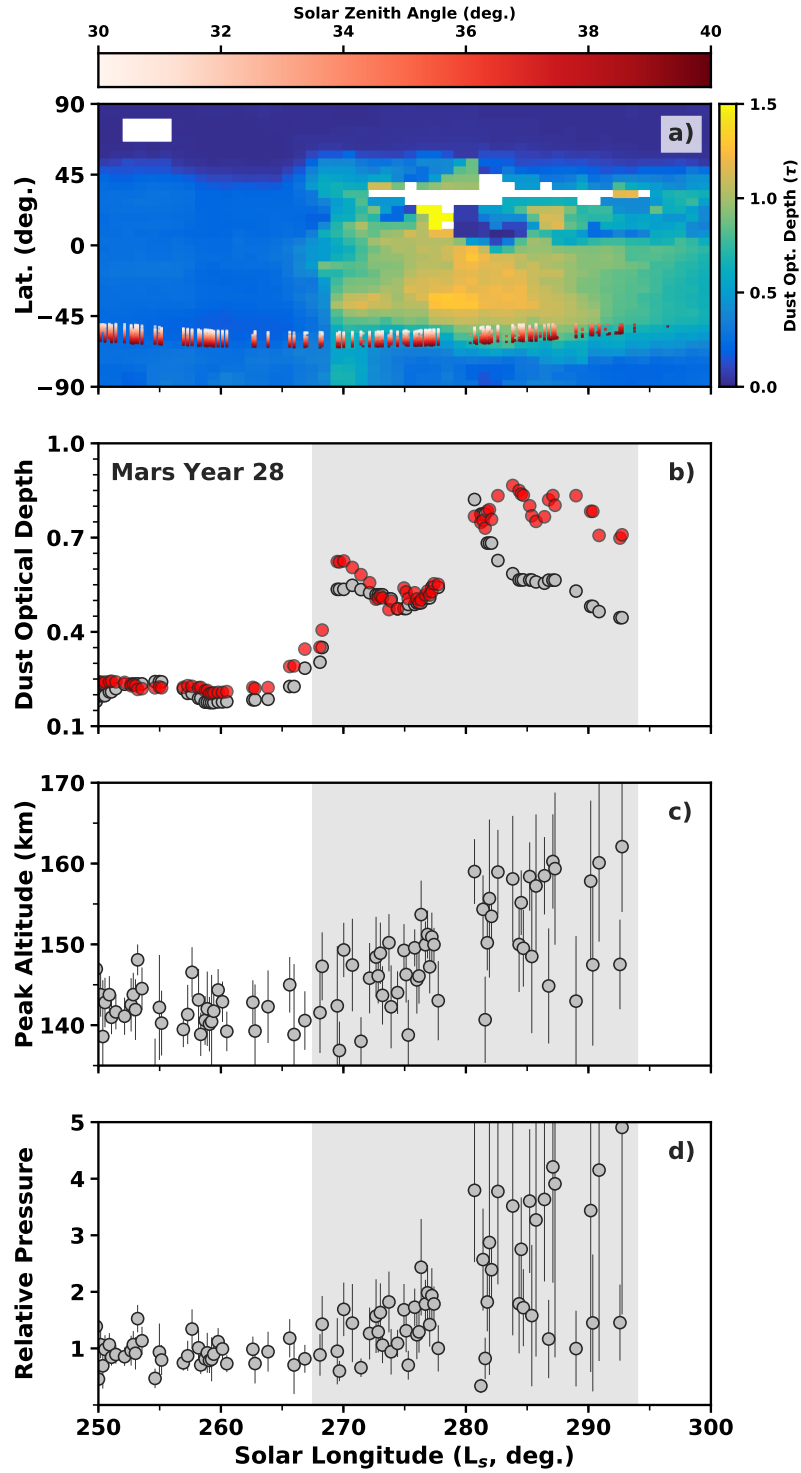 Solar Zenith Angle (deg.)
30 32 34 36 38 40
90
45
0
−45
−90
Lat. (deg.)
a)
1.5
1.0
0.5
0.0
Dust Opt. Depth (τ)
1.0
0.7
0.4
0.1
Dust Optical Depth
Mars Year 28
b)
170
160
150
140
Peak Altitude (km)
c)
5
4
3
2
1
Relative Pressure
d)
250 260 270 280 290 300
Solar Longitude (Ls, deg.)